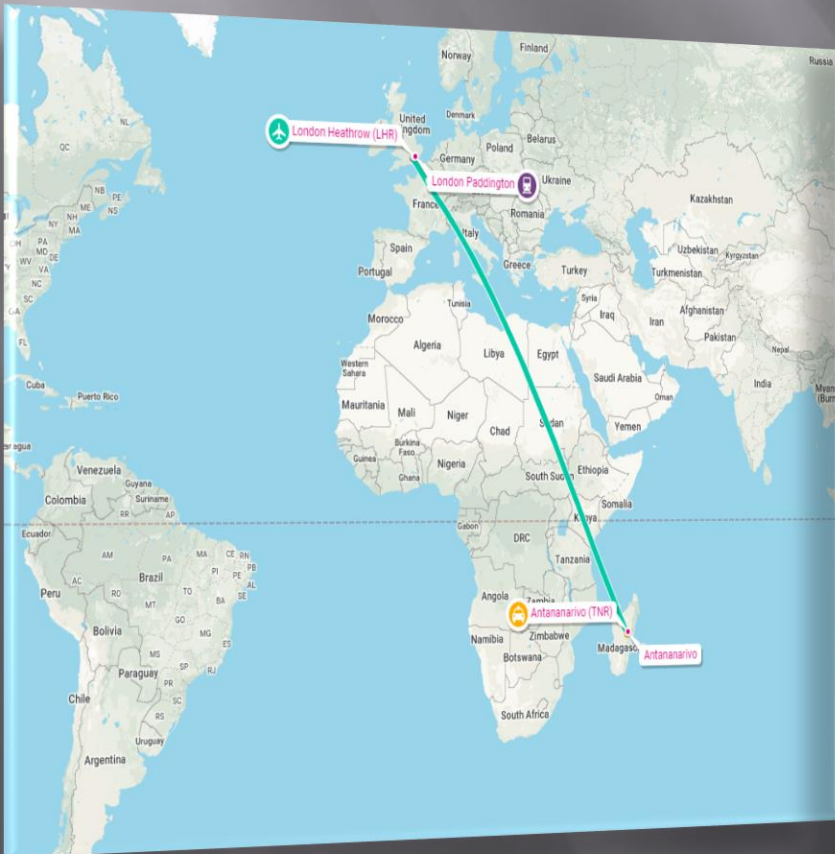 Norway
Finland
Russia
NL
United
Kingdom
Denmark
London Heathrow (LHR)
QC
Belarus
Poland
Germany
London Paddington
Ukraine
NB
PE
ME
NS
Kazakhstan
France
NY
NH
MA
Romania
Italy
PA
OH
MD
DE
WV
VA
Spain
Uzbekistan
Kyrgyzstan
Greece
Turkey
Turkmenistan
Portugal
NC
SC
GA
Syria
Tunisia
Afghanistan
Iraq
Iran
Morocco
Pakistan
FL
Algeria
Libya
Egypt
Nepal
Western
Sahara
Saudi Arabia
India
Cuba
Puerto Rico
Oman
Mauritania
Mali
Niger
Sudan
Yemen
Chad
Burkina
Faso
Guinea
Nigeria
Ethiopia
Venezuela
Ghana
South Sudan
Guyana
Suriname
Colombia
Somalia
RR
AP
Kenya
Gabon
Ecuador
DRC
AM
PA
MA
CE
RN
Tanzania
PB
PI
PE
Brazil
AC
AL
Peru
RO
TO
SE
BA
MT
Angola
Zambia
Antananarivo (TNR)
GO
Bolivia
MG
Namibia
Zimbabwe
ES
Madagascar
Antananarivo
MS
Botswana
SP
Paraguay
RJ
PR
Chile
SC
RS
South Africa
Uruguay
Argentina